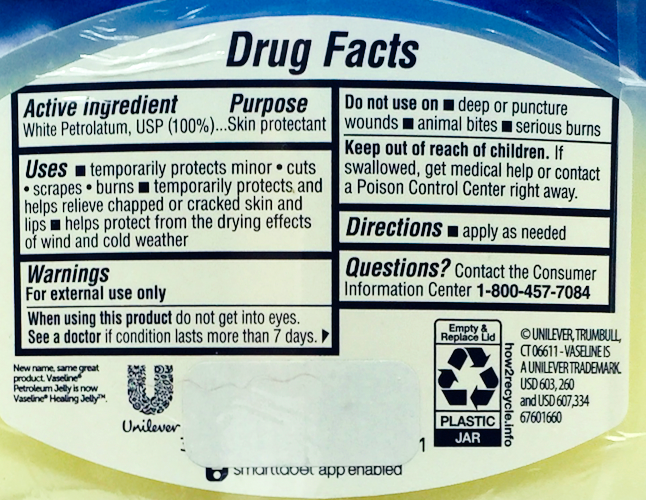 Drug Facts
Active ingredient Purpose
White Petrolatum, USP (100%)...Skin protectant
Uses ■ temporarily protects minor • cuts
• scrapes • burns ■ temporarily protects and
helps relieve chapped or cracked skin and
lips ■ helps protect from the drying effects
of wind and cold weather
Warnings
For external use only
When using this product do not get into eyes.
See a doctor if condition lasts more than 7 days. ▶
Do not use on ■ deep or puncture
wounds ■ animal bites ■ serious burns
Keep out of reach of children. If
swallowed, get medical help or contact
a Poison Control Center right away.
Directions ■ apply as needed
Questions? Contact the Consumer
Information Center 1-800-457-7084
New name, same great
product. Vaseline®
Petroleum Jelly is now
Vaseline® Healing Jelly™.
Unilever
Empty &
Replace Lid
PLASTIC
JAR
how2recycle.info
© UNILEVER, TRUMBULL,
CT 06611 - VASELINE IS
A UNILEVER TRADEMARK.
USD 603, 260
and USD 607,334
67601660
1
smartlabel app enabled